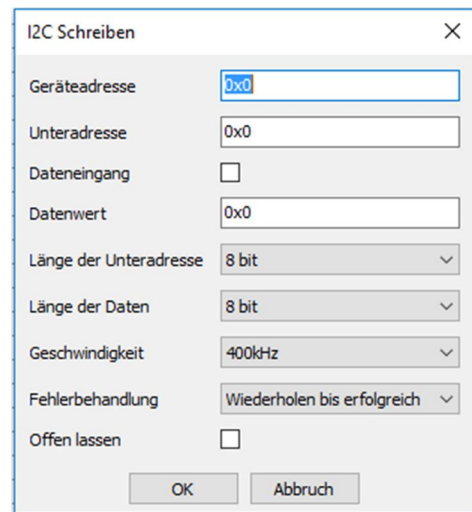 I2C Schreiben
Geräteadresse 0x0
Unteradresse 0x0
Dateneingang
Datenwert 0x0
Länge der Unteradresse 8 bit
Länge der Daten 8 bit
Geschwindigkeit 400kHz
Fehlerbehandlung Wiederholen bis erfolgreich
Offen lassen
OK Abbruch